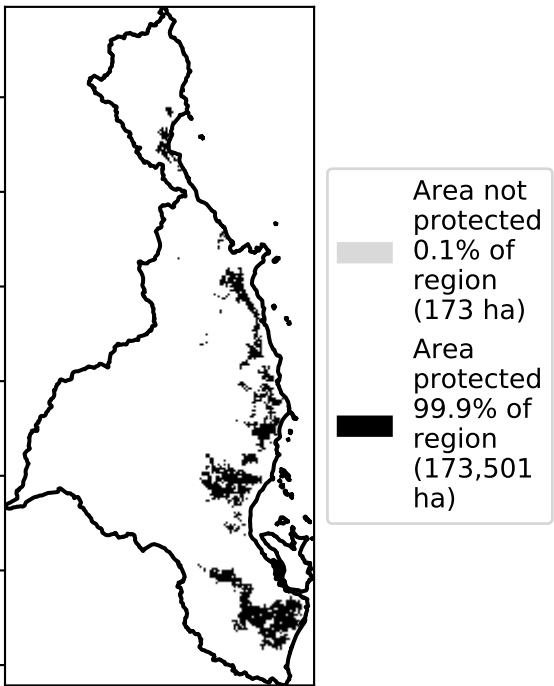 Area not
protected
0.1% of
region
(173 ha)
Area
protected
99.9% of
region
(173,501
ha)